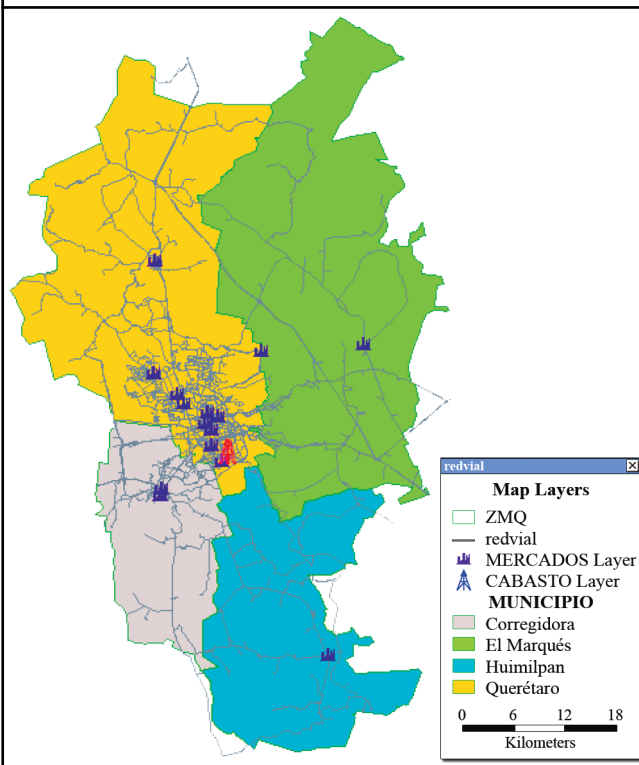 redvial
Map Layers
ZMQ
redvial
MERCADOS Layer
CABASTO Layer
MUNICIPIO
Corregidora
El Marqués
Huimilpan
Querétaro
0 6 12 18
Kilometers